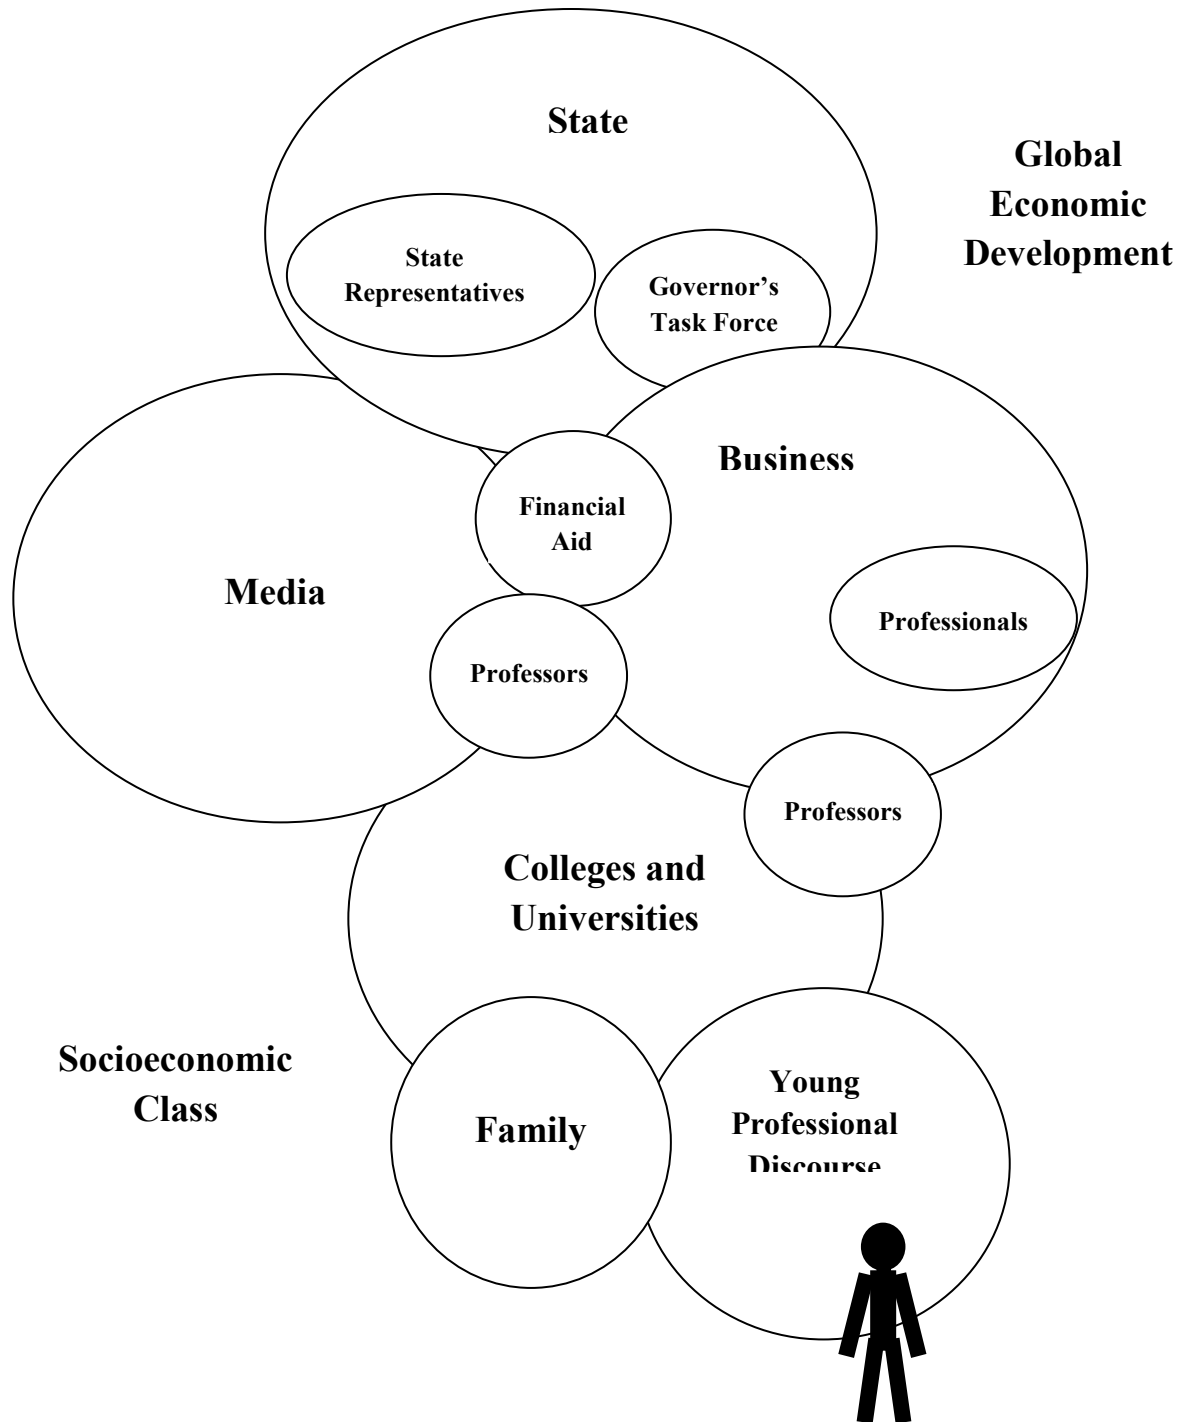 State
Global
Economic
Development
State
Representatives
Governor’s
Task Force
Business
Financial
Aid
Media
Professionals
Professors
Professors
Colleges and
Universities
Socioeconomic
Class
Family
Young
Professional
Discourse